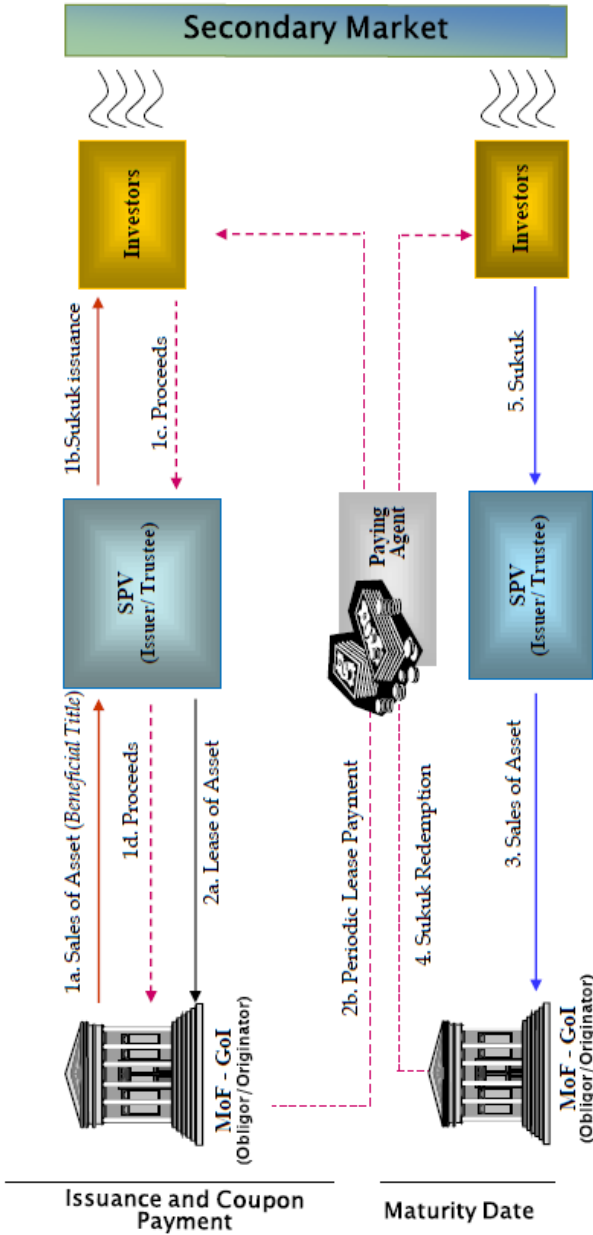 Secondary Market
Issuance and Coupon
Payment
MoF - GoI
(Obligor/Originator)
1a. Sales of Asset (Beneficial Title)
1d. Proceeds
2a. Lease of Asset
SPV
(Issuer/ Trustee)
1b.Sukuk issuance
1c. Proceeds
Investors
2b. Periodic Lease Payment
4. Sukuk Redemption
Paying
Agent
Maturity Date
MoF - GoI
(Obligor/Originator)
3. Sales of Asset
SPV
(Issuer/ Trustee)
5. Sukuk
Investors